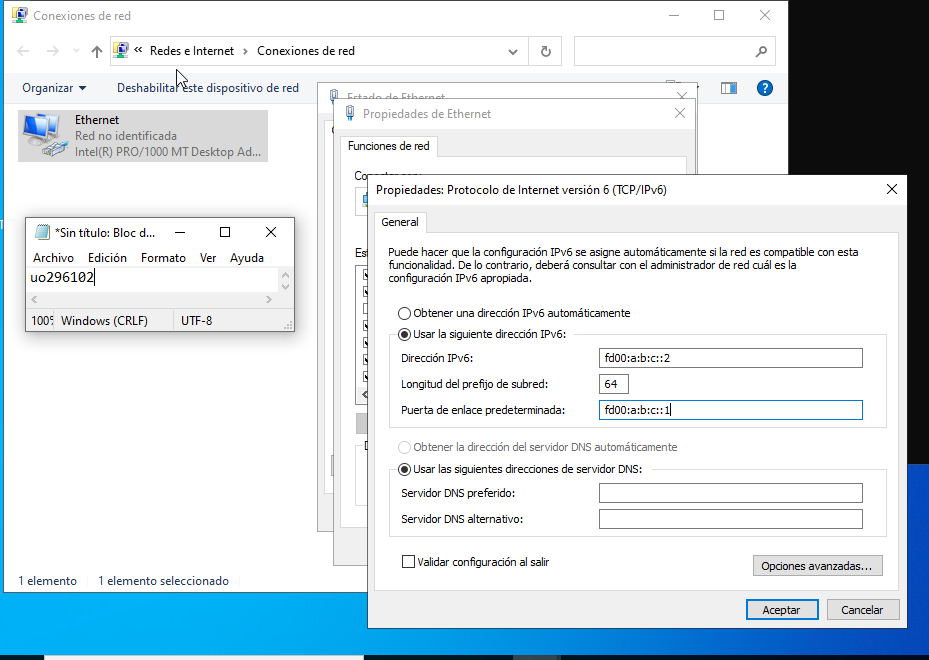 Conexiones de red
« Redes e Internet › Conexiones de red
Organizar Deshabilitar este dispositivo de red
Ethernet
Red no identificada
Intel(R) PRO/1000 MT Desktop Ad...
Estado de Ethernet
Propiedades de Ethernet
Funciones de red
*Sin título: Bloc d...
Archivo Edición Formato Ver Ayuda
uo296102
100% Windows (CRLF) UTF-8
Propiedades: Protocolo de Internet versión 6 (TCP/IPv6)
General
Puede hacer que la configuración IPv6 se asigne automáticamente si la red es compatible con esta
funcionalidad. De lo contrario, deberá consultar con el administrador de red cuál es la
configuración IPv6 apropiada.
Obtener una dirección IPv6 automáticamente
Usar la siguiente dirección IPv6:
Dirección IPv6: fd00:a:b:c::2
Longitud del prefijo de subred: 64
Puerta de enlace predeterminada: fd00:a:b:c::1
Obtener la dirección del servidor DNS automáticamente
Usar las siguientes direcciones de servidor DNS:
Servidor DNS preferido:
Servidor DNS alternativo:
Validar configuración al salir
Opciones avanzadas...
Aceptar Cancelar
1 elemento 1 elemento seleccionado